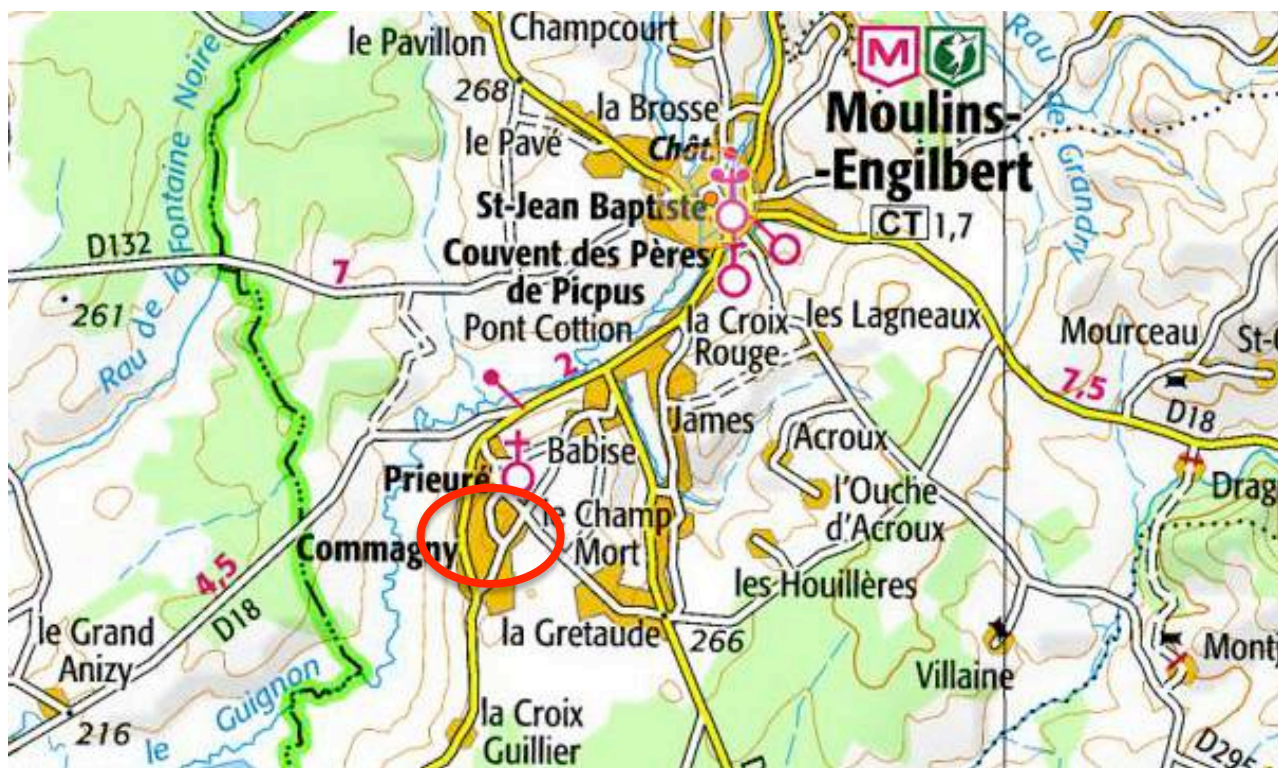 le Pavillon
Champcourt
Rau de la Fontaine Noire
268
la Brosse
M
Rau de Grandry
le Pavé
Chât.
Moulins-
-Engilbert
St-Jean Baptiste
CT 1,7
D132
Couvent des Pères
de Picpus
7
261
Pont Cottion
la Croix
Rouge
les Lagneaux
Mourceau
2
7,5
D18
James
Acroux
Babise
Prieuré
l'Ouche
d'Acroux
le Champ
Mort
Commagny
les Houillères
4,5
D18
le Grand
Anizy
la Gretaude
266
Villaine
Guignon
le
216
la Croix
Guillier
D295